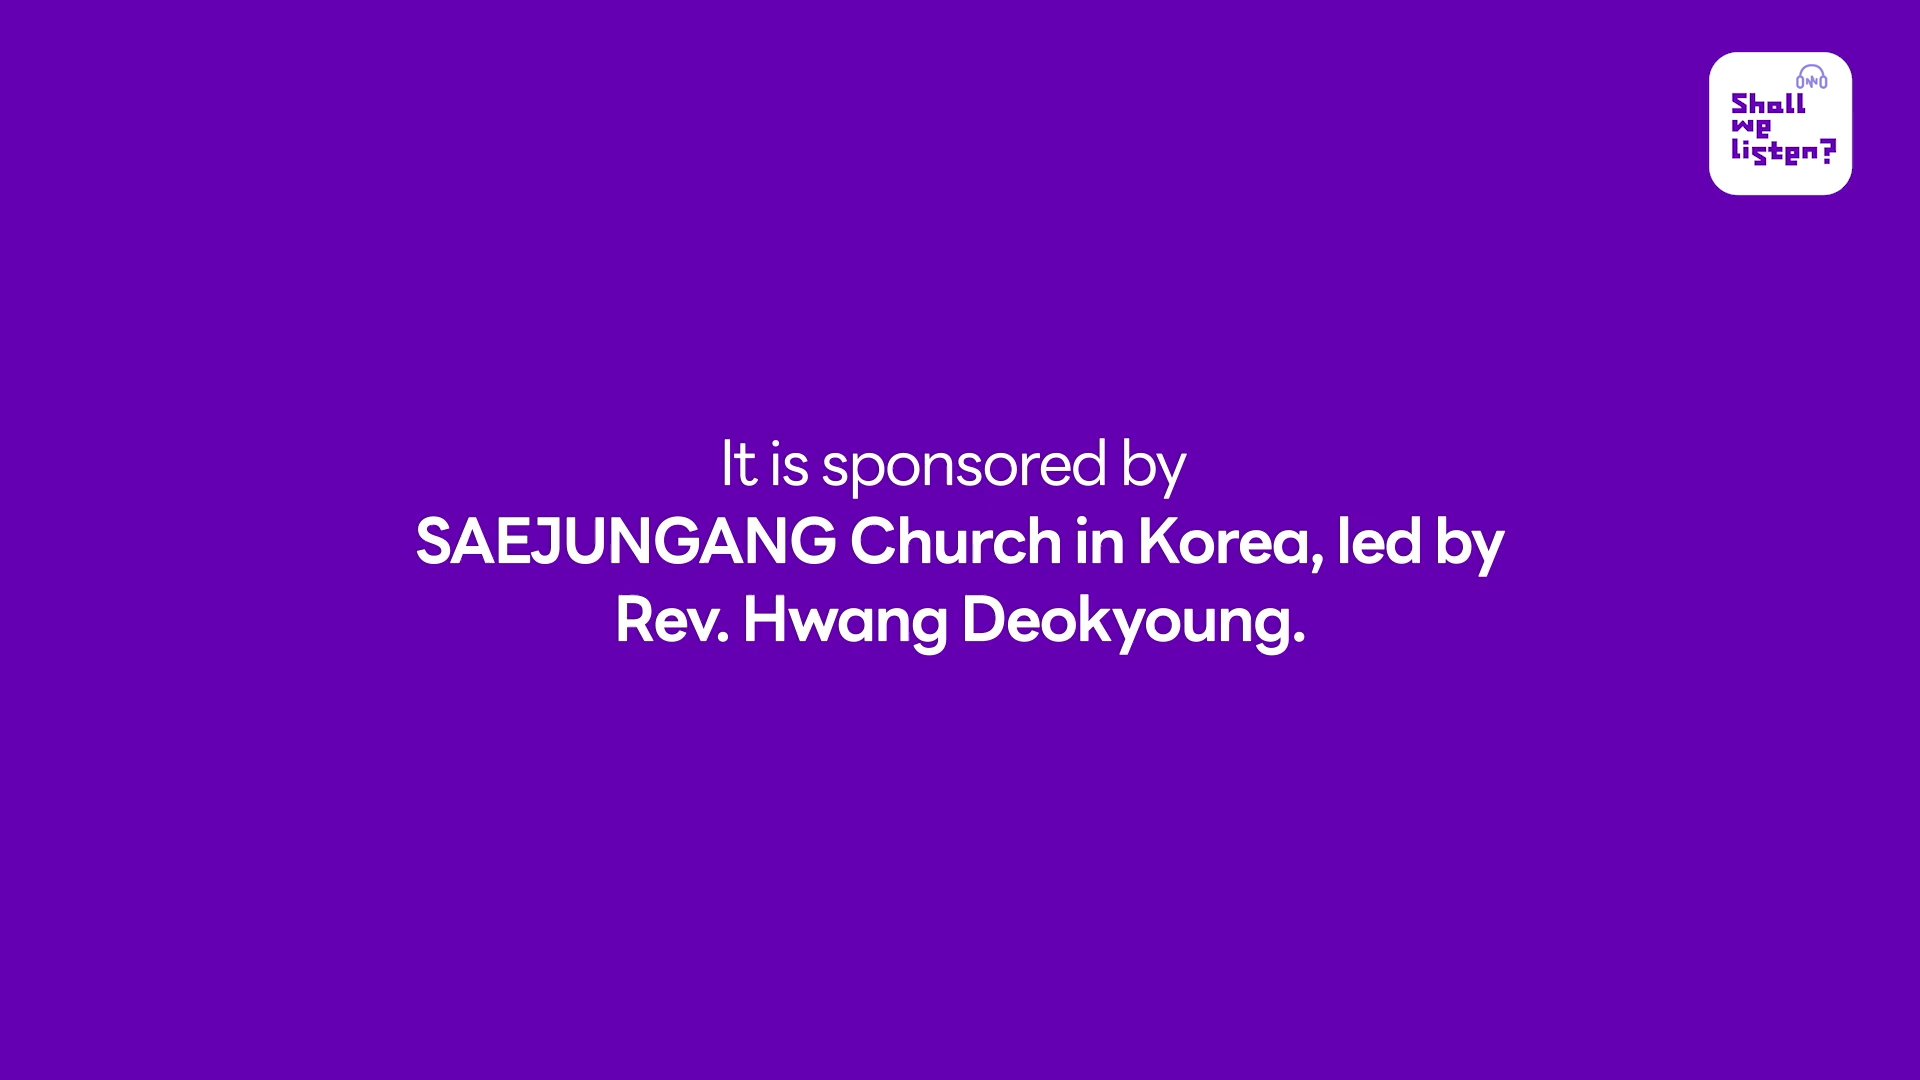 Shall
we
listen?
It is sponsored by
SAEJUNGANG Church in Korea, led by
Rev. Hwang Deokyoung.